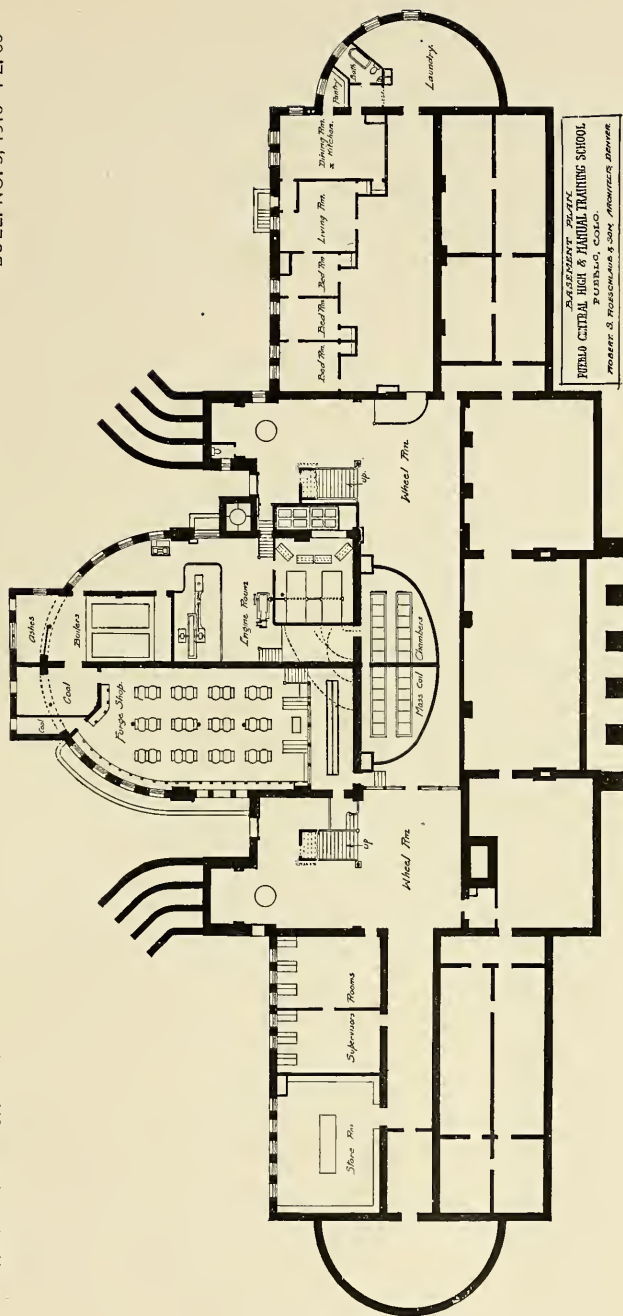 Ashes
Coal
Coal
Boilers
Forge Shop.
Engine Room
Mass Coil Chambers
up.
up
Wheel Rm
Wheel Rm
Bed Rm
Bed Rm
Bed Rm
Living Rm.
Dining Rm.
& Kitchen.
Pantry
Bath
Laundry.
Supervisors Rooms
Store Rm.
BASEMENT PLAN
PUEBLO CENTRAL HIGH & MANUAL TRAINING SCHOOL
PUEBLO, COLO.
ROBERT S. ROESCHLAUB & SON, ARCHITECTS, DENVER